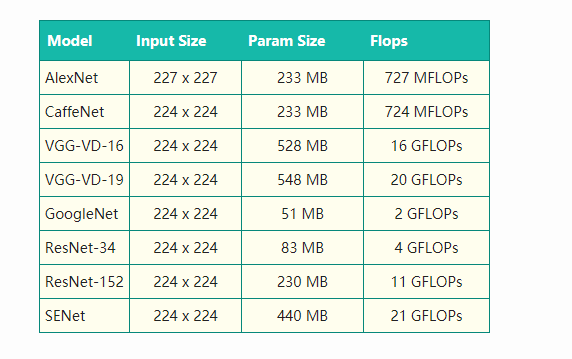 Model Input Size Param Size Flops
AlexNet 227 x 227 233 MB 727 MFLOPs
CaffeNet 224 x 224 233 MB 724 MFLOPs
VGG-VD-16 224 x 224 528 MB 16 GFLOPs
VGG-VD-19 224 x 224 548 MB 20 GFLOPs
GoogleNet 224 x 224 51 MB 2 GFLOPs
ResNet-34 224 x 224 83 MB 4 GFLOPs
ResNet-152 224 x 224 230 MB 11 GFLOPs
SENet 224 x 224 440 MB 21 GFLOPs